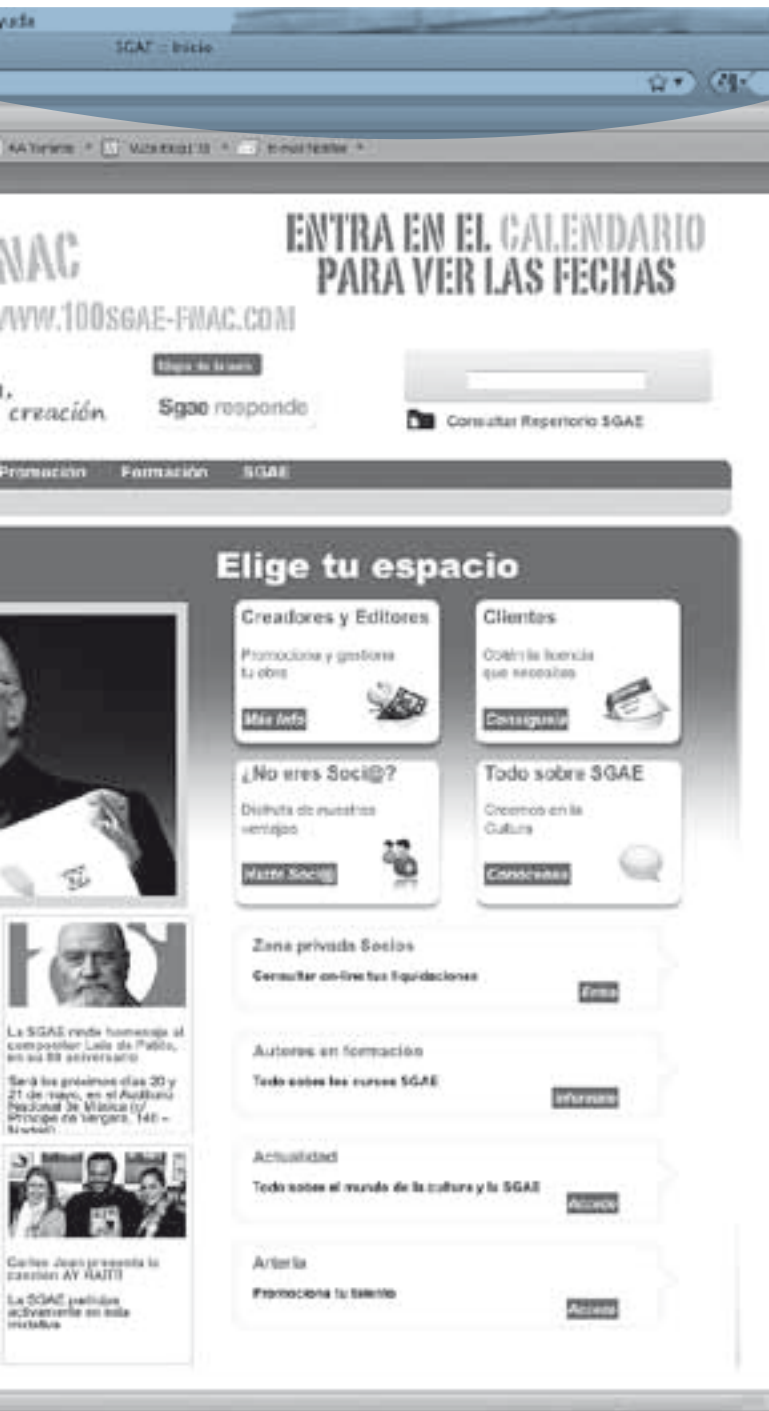 SGAE :: Inicio
NAC
ENTRA EN EL CALENDARIO
PARA VER LAS FECHAS
WWW.100SGAE-FNAC.COM
Mapa de la web
creación
Sgae responde
Consultar Repertorio SGAE
Promoción Formación SGAE
Elige tu espacio
Creadores y Editores
Promociona y gestiona
tu obra
Más Info
Clientes
Obtén la licencia
que necesitas
Consíguela
¿No eres Soci@?
Disfruta de nuestras
ventajas
Hazte Soci@
Todo sobre SGAE
Creemos en la
Cultura
Conócenos
La SGAE rinde homenaje al
compositor Luis de Pablo,
en su 80 aniversario
Será los próximos días 20 y
21 de mayo, en el Auditorio
Nacional de Música (c/
Príncipe de Vergara, 146 –
Carlos Jean presenta la
canción AY HAITI
La SGAE participa
activamente en esta
iniciativa
Zona privada Socios
Consultar on-line tus liquidaciones
Entra
Autores en formación
Todo sobre los cursos SGAE
Infórmate
Actualidad
Todo sobre el mundo de la cultura y la SGAE
Accede
Arteria
Promociona tu talento
Accede